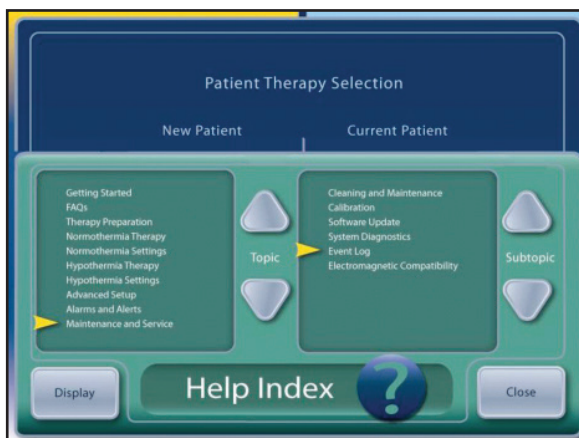 Patient Therapy Selection
New Patient
Current Patient
Getting Started
FAQs
Therapy Preparation
Normothermia Therapy
Normothermia Settings
Hypothermia Therapy
Hypothermia Settings
Advanced Setup
Alarms and Alerts
Maintenance and Service
Topic
Cleaning and Maintenance
Calibration
Software Update
System Diagnostics
Event Log
Electromagnetic Compatibility
Subtopic
Display
Help Index ?
Close